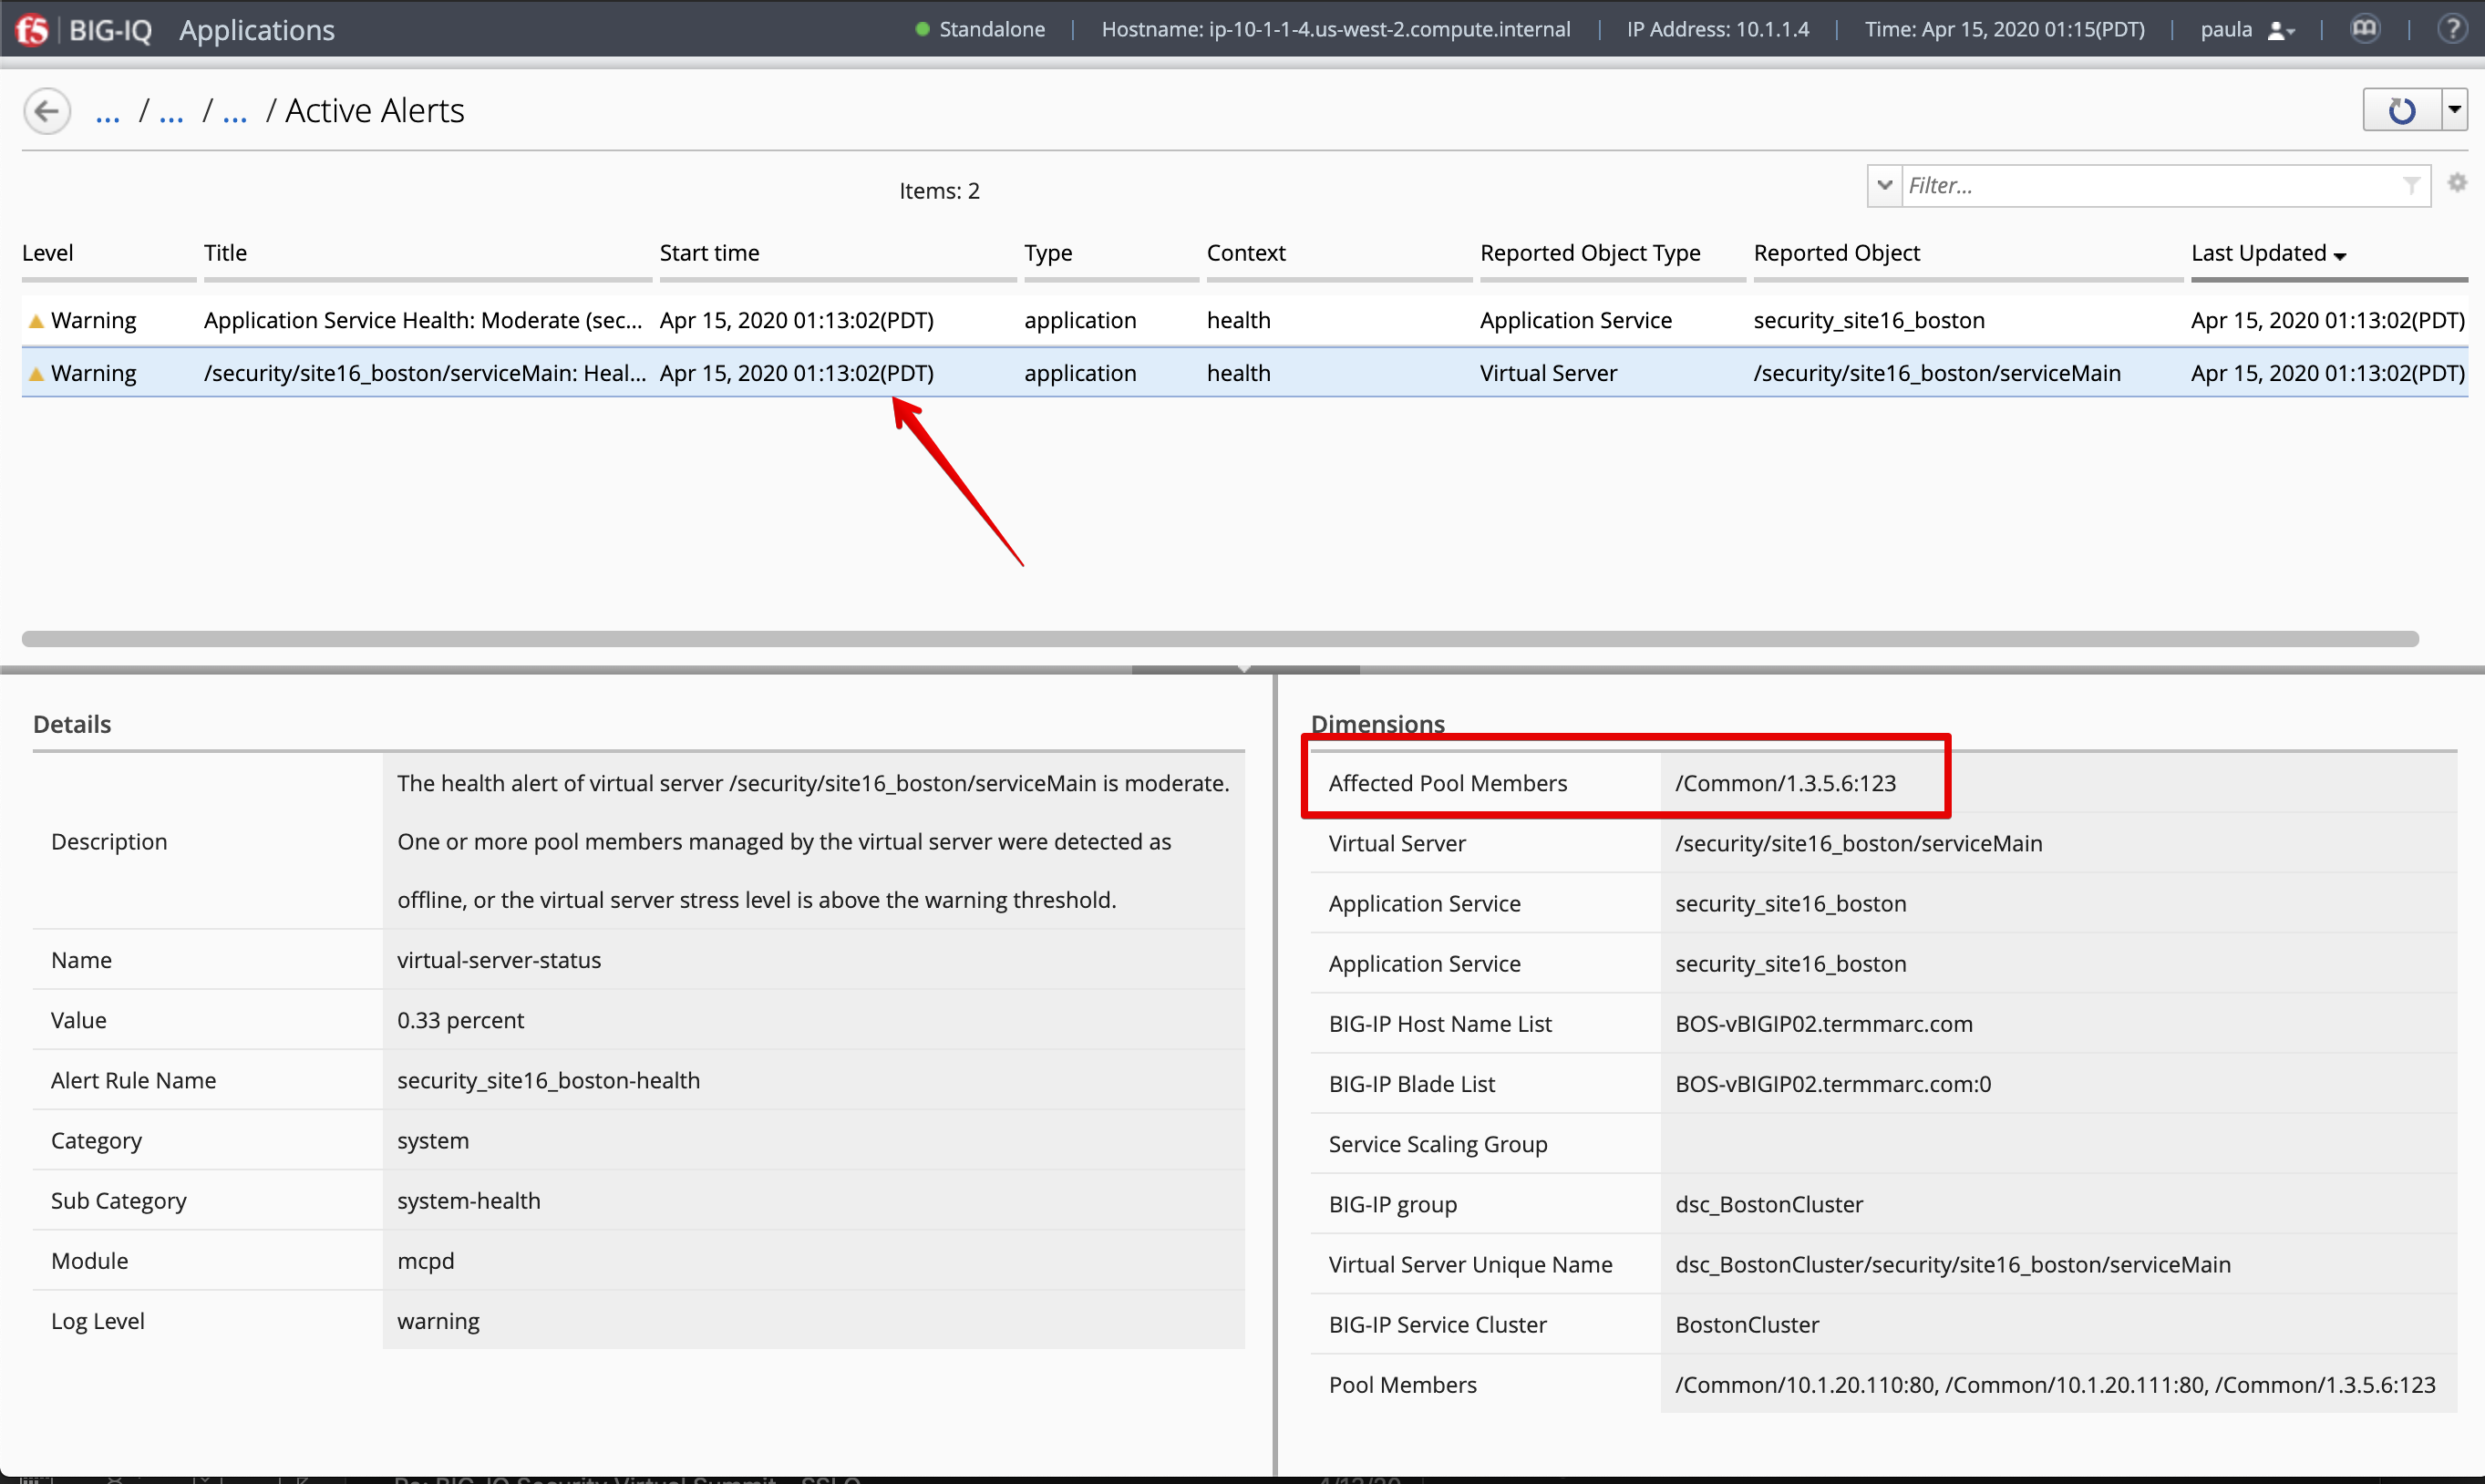 f5 BIG-IQ Applications Standalone Hostname: ip-10-1-1-4.us-west-2.compute.internal IP Address: 10.1.1.4 Time: Apr 15, 2020 01:15(PDT) paula ?
... / ... / ... / Active Alerts
Items: 2 Filter...
Level Title Start time Type Context Reported Object Type Reported Object Last Updated
Warning Application Service Health: Moderate (sec... Apr 15, 2020 01:13:02(PDT) application health Application Service security_site16_boston Apr 15, 2020 01:13:02(PDT)
Warning /security/site16_boston/serviceMain: Heal... Apr 15, 2020 01:13:02(PDT) application health Virtual Server /security/site16_boston/serviceMain Apr 15, 2020 01:13:02(PDT)
Details
Description
The health alert of virtual server /security/site16_boston/serviceMain is moderate.
One or more pool members managed by the virtual server were detected as
offline, or the virtual server stress level is above the warning threshold.
Name virtual-server-status
Value 0.33 percent
Alert Rule Name security_site16_boston-health
Category system
Sub Category system-health
Module mcpd
Log Level warning
Dimensions
Affected Pool Members /Common/1.3.5.6:123
Virtual Server /security/site16_boston/serviceMain
Application Service security_site16_boston
Application Service security_site16_boston
BIG-IP Host Name List BOS-vBIGIP02.termmarc.com
BIG-IP Blade List BOS-vBIGIP02.termmarc.com:0
Service Scaling Group
BIG-IP group dsc_BostonCluster
Virtual Server Unique Name dsc_BostonCluster/security/site16_boston/serviceMain
BIG-IP Service Cluster BostonCluster
Pool Members /Common/10.1.20.110:80, /Common/10.1.20.111:80, /Common/1.3.5.6:123